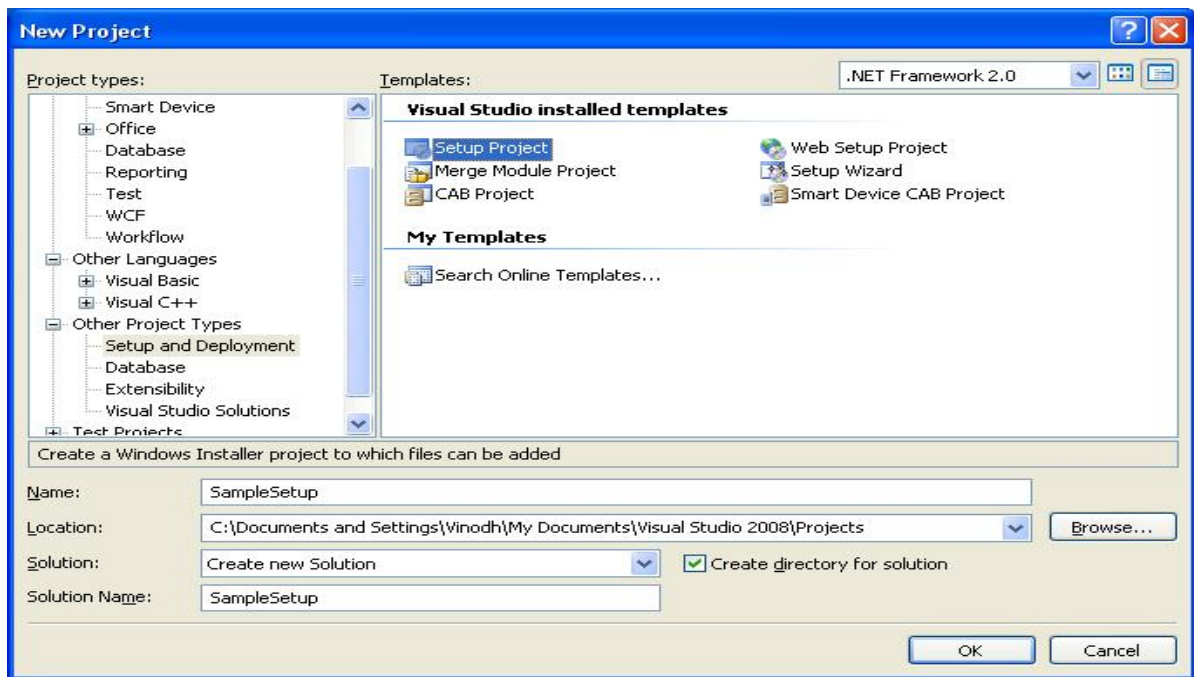 New Project
Project types:
Templates:
.NET Framework 2.0
Smart Device
Office
Database
Reporting
Test
WCF
Workflow
Other Languages
Visual Basic
Visual C++
Other Project Types
Setup and Deployment
Database
Extensibility
Visual Studio Solutions
Test Projects
Visual Studio installed templates
Setup Project
Web Setup Project
Merge Module Project
Setup Wizard
CAB Project
Smart Device CAB Project
My Templates
Search Online Templates...
Create a Windows Installer project to which files can be added
Name:
SampleSetup
Location:
C:\Documents and Settings\Vinodh\My Documents\Visual Studio 2008\Projects
Browse...
Solution:
Create new Solution
Create directory for solution
Solution Name:
SampleSetup
OK
Cancel